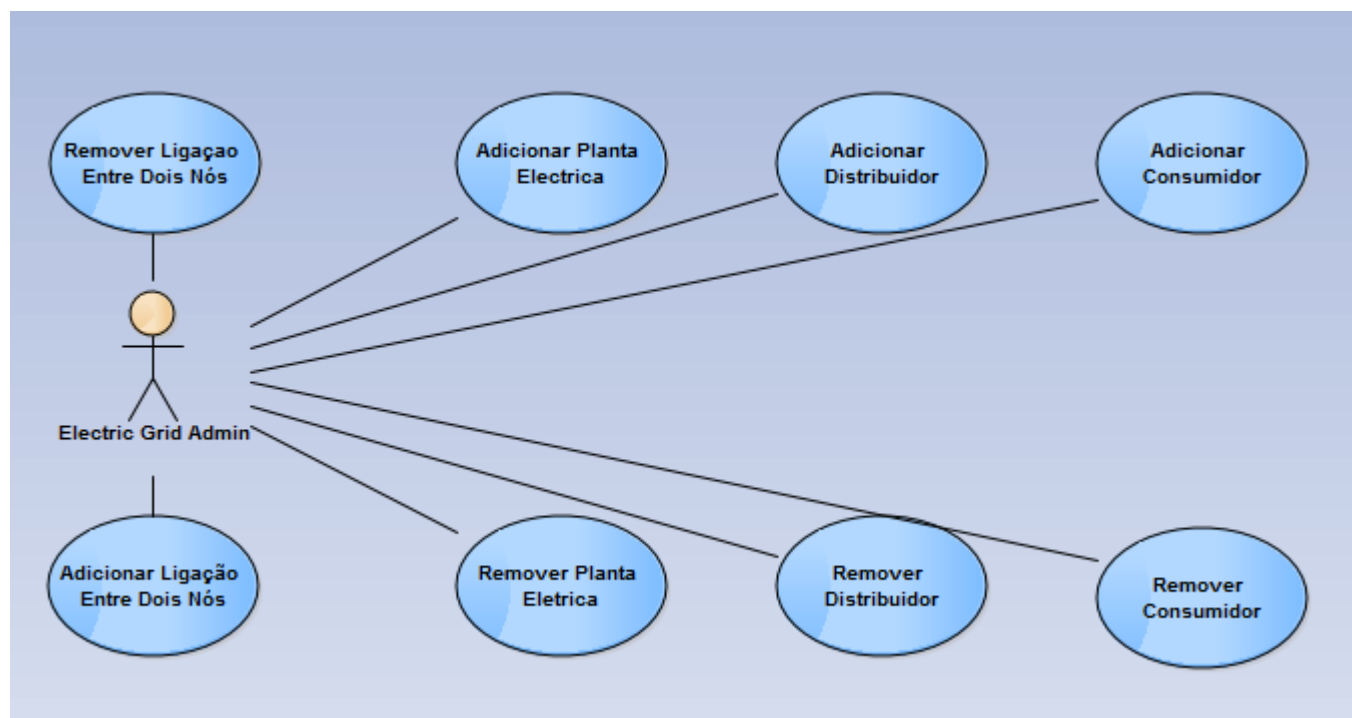 Remover Ligaçao
Entre Dois Nós
Adicionar Planta
Electrica
Adicionar
Distribuidor
Adicionar
Consumidor
Electric Grid Admin
Adicionar Ligação
Entre Dois Nós
Remover Planta
Eletrica
Remover
Distribuidor
Remover
Consumidor